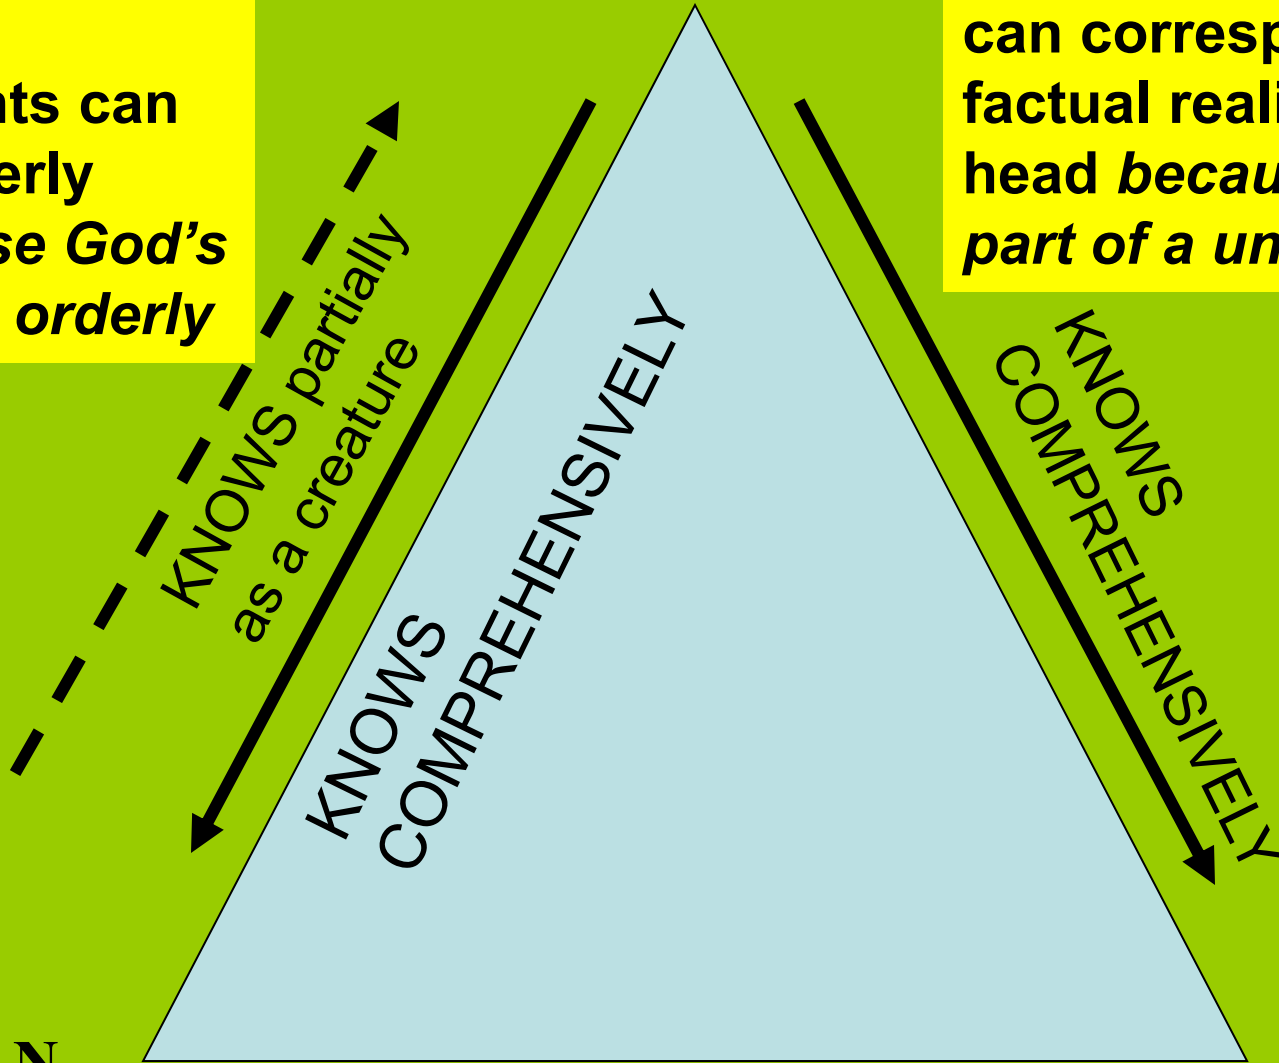 nts can
erly
se God's
orderly
can corresp
factual reali
head becau
part of a un
KNOWS partially
as a creature
KNOWS
COMPREHENSIVELY
KNOWS
COMPREHENSIVELY
N